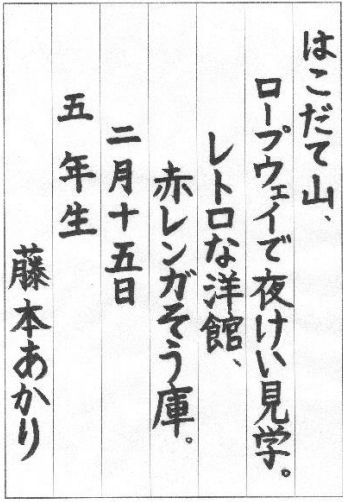 はこだて山、
ロープウェイで夜けい見学。
レトロな洋館、
赤レンガそう庫。
二月十五日
五年生
藤本あかり